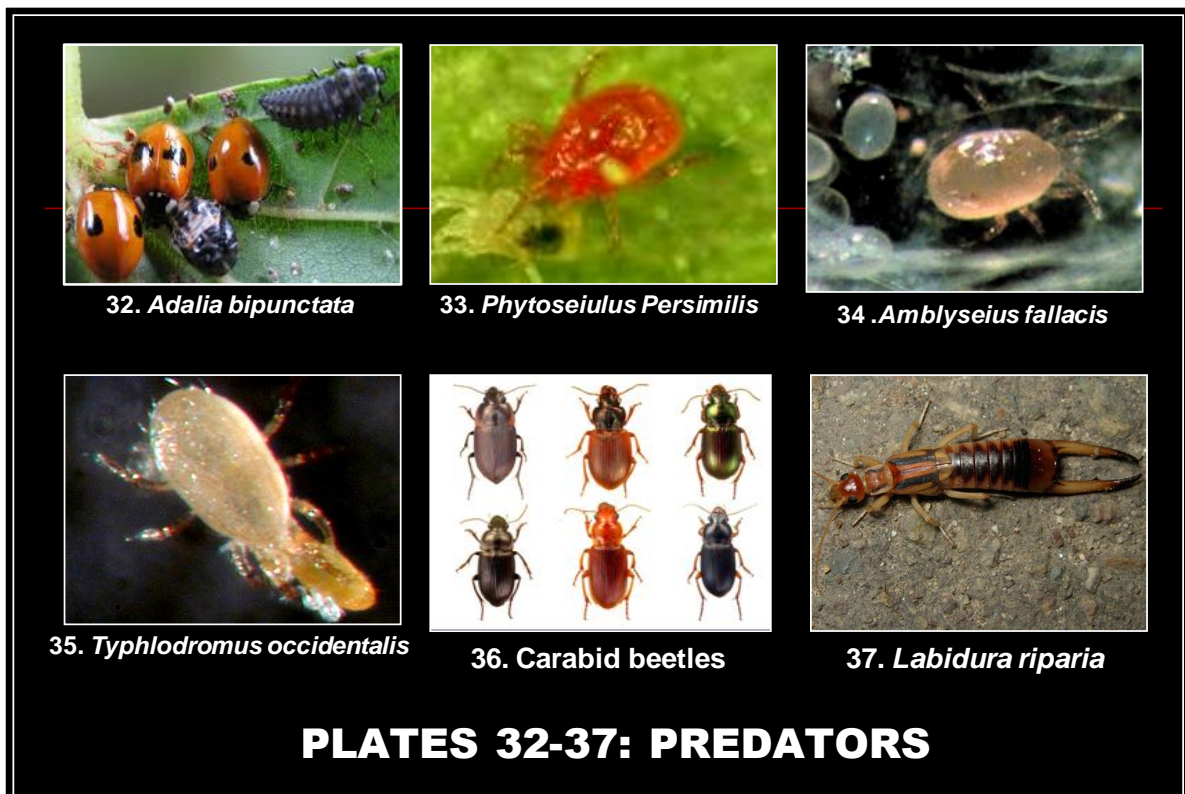 32. Adalia bipunctata
33. Phytoseiulus Persimilis
34 .Amblyseius fallacis
35. Typhlodromus occidentalis
36. Carabid beetles
37. Labidura riparia
PLATES 32-37: PREDATORS